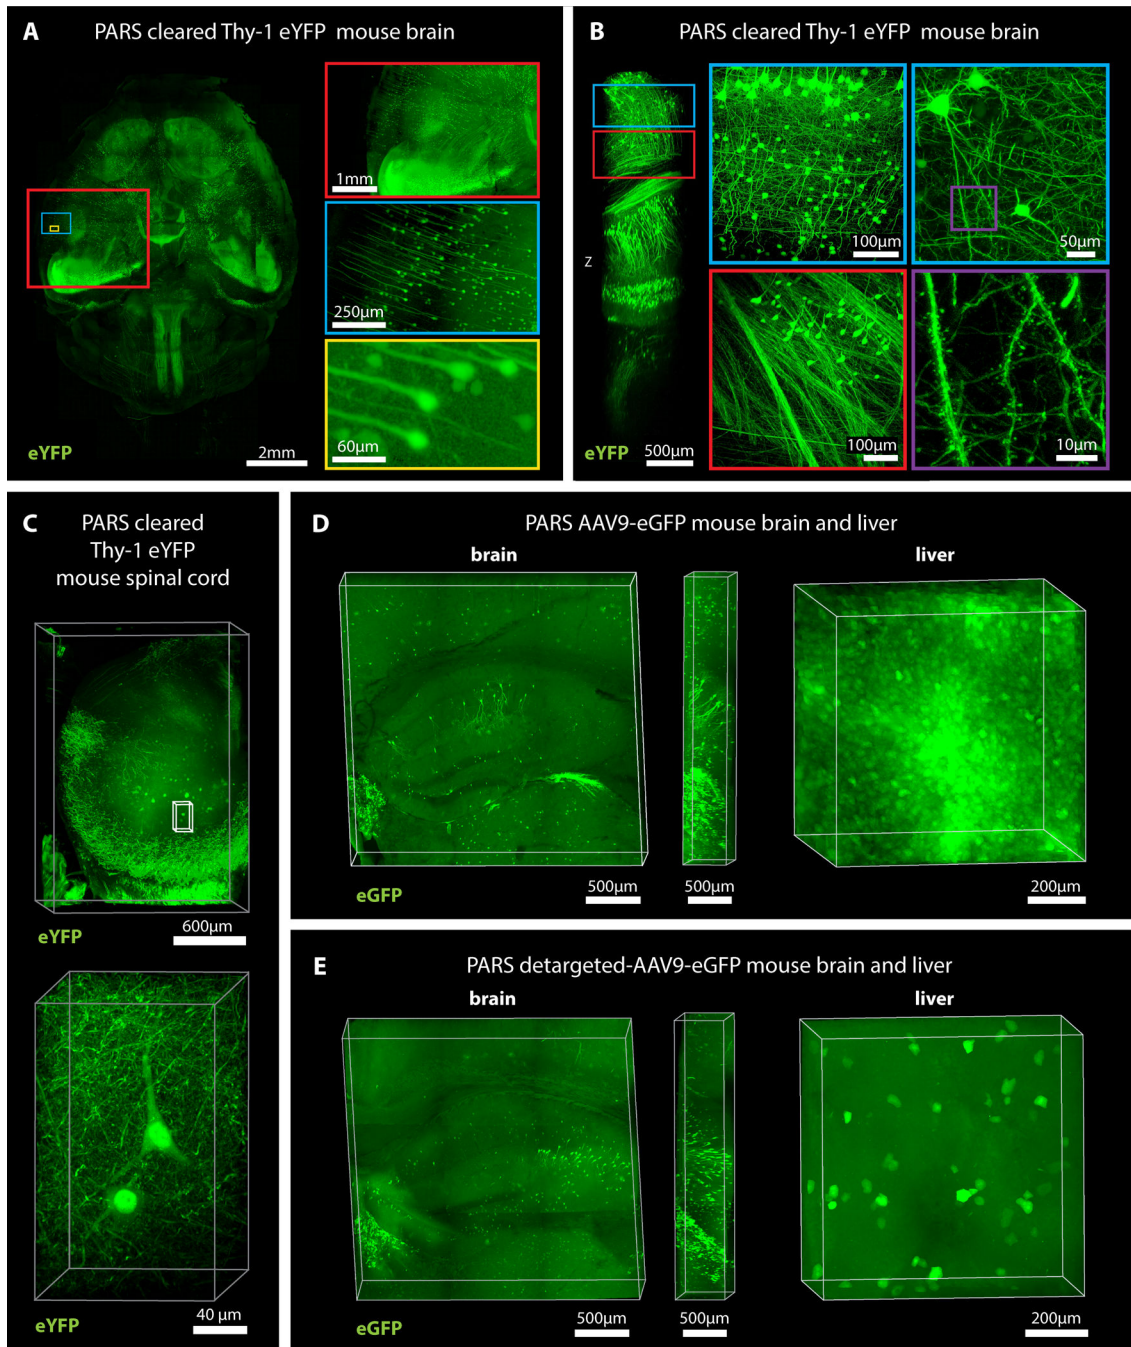 A
PARS cleared Thy-1 eYFP mouse brain
1mm
250µm
60µm
eYFP
2mm
B
PARS cleared Thy-1 eYFP mouse brain
Z
100µm
50µm
100µm
10µm
eYFP
500µm
C
PARS cleared
Thy-1 eYFP
mouse spinal cord
eYFP
600µm
40 µm
eYFP
D
PARS AAV9-eGFP mouse brain and liver
brain
liver
eGFP
500µm
500µm
200µm
E
PARS detargeted-AAV9-eGFP mouse brain and liver
brain
liver
eGFP
500µm
500µm
200µm